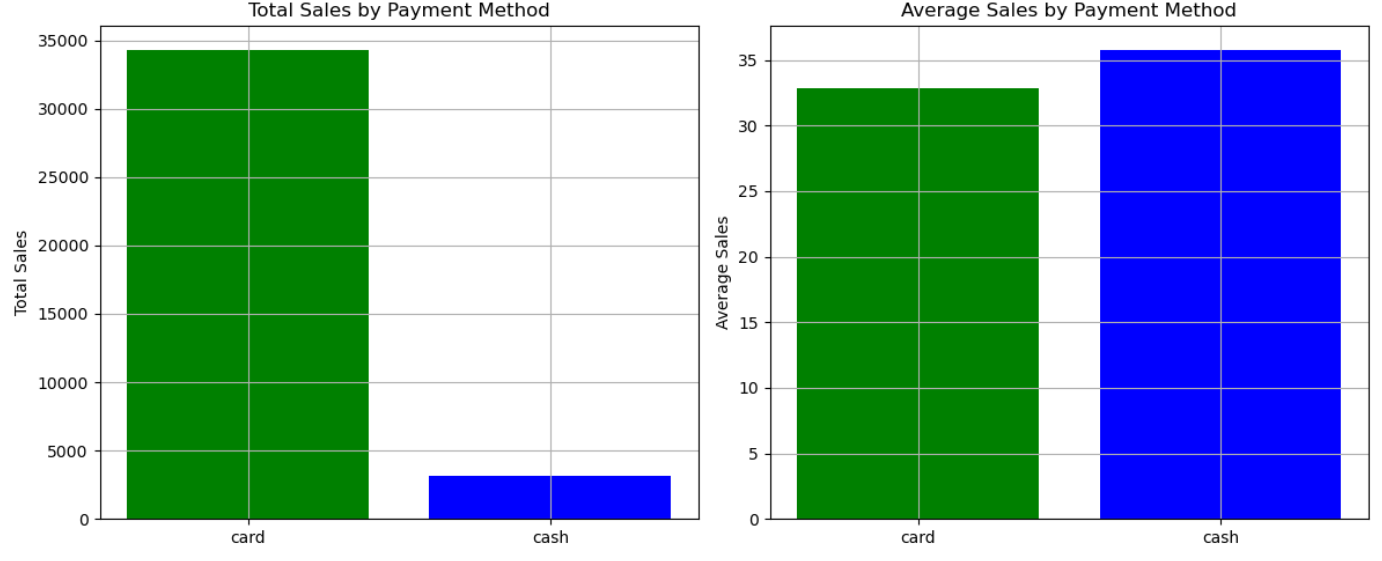 Total Sales by Payment Method
35000
30000
25000
20000
15000
10000
5000
0
Total Sales
card cash
Average Sales by Payment Method
35
30
25
20
15
10
5
0
Average Sales
card cash